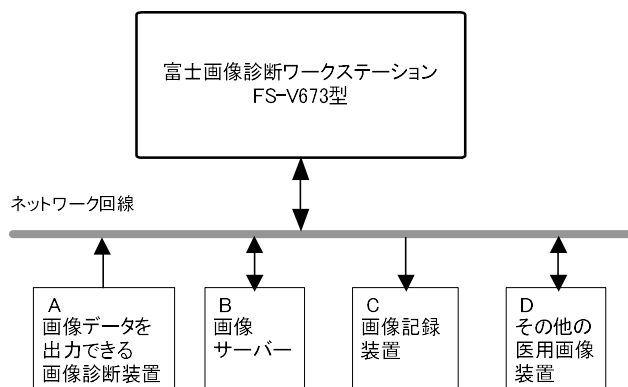 富士画像診断ワークステーション
FS-V673型
ネットワーク回線
A
画像データを
出力できる
画像診断装置
B
画像
サーバー
C
画像記録
装置
D
その他の
医用画像
装置